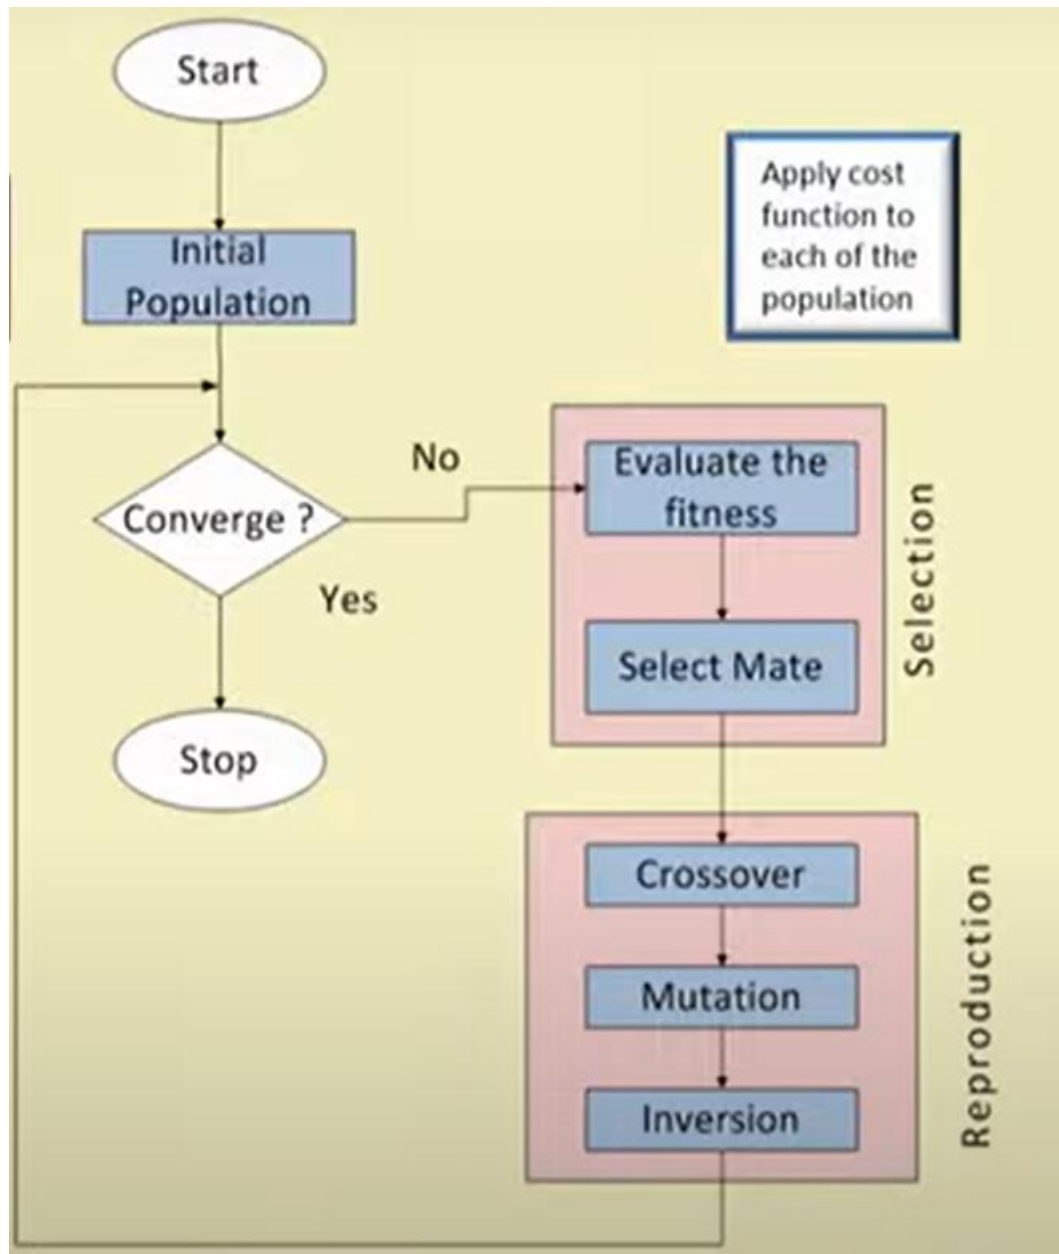 Start
Initial
Population
Apply cost
function to
each of the
population
Converge ?
No
Yes
Stop
Evaluate the
fitness
Select Mate
Selection
Crossover
Mutation
Inversion
Reproduction